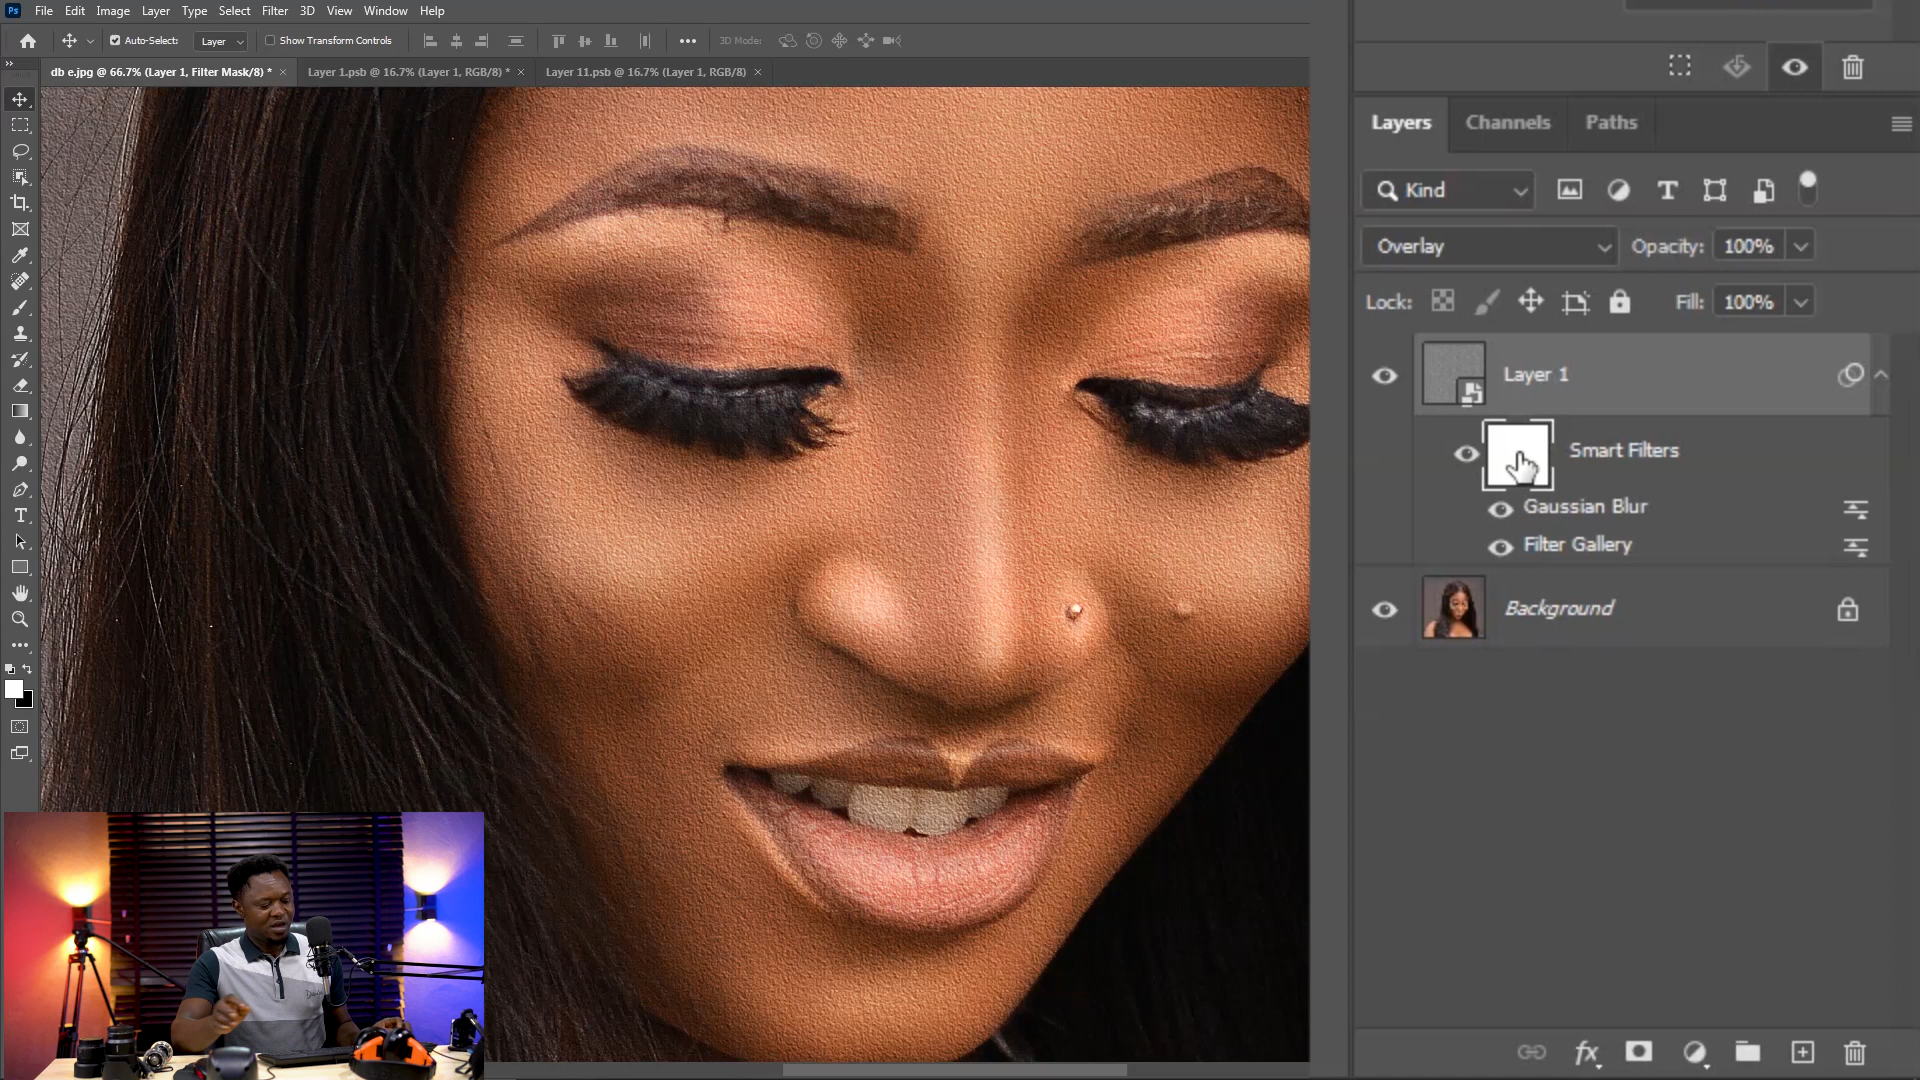 Ps File Edit Image Layer Type Select Filter 3D View Window Help
Auto-Select: Layer Show Transform Controls 3D Mode:
db e.jpg @ 66.7% (Layer 1, Filter Mask/8) * Layer 1.psb @ 16.7% (Layer 1, RGB/8) * Layer 11.psb @ 16.7% (Layer 1, RGB/8)
Layers Channels Paths
Kind
Overlay Opacity: 100%
Lock: Fill: 100%
Layer 1
Smart Filters
Gaussian Blur
Filter Gallery
Background